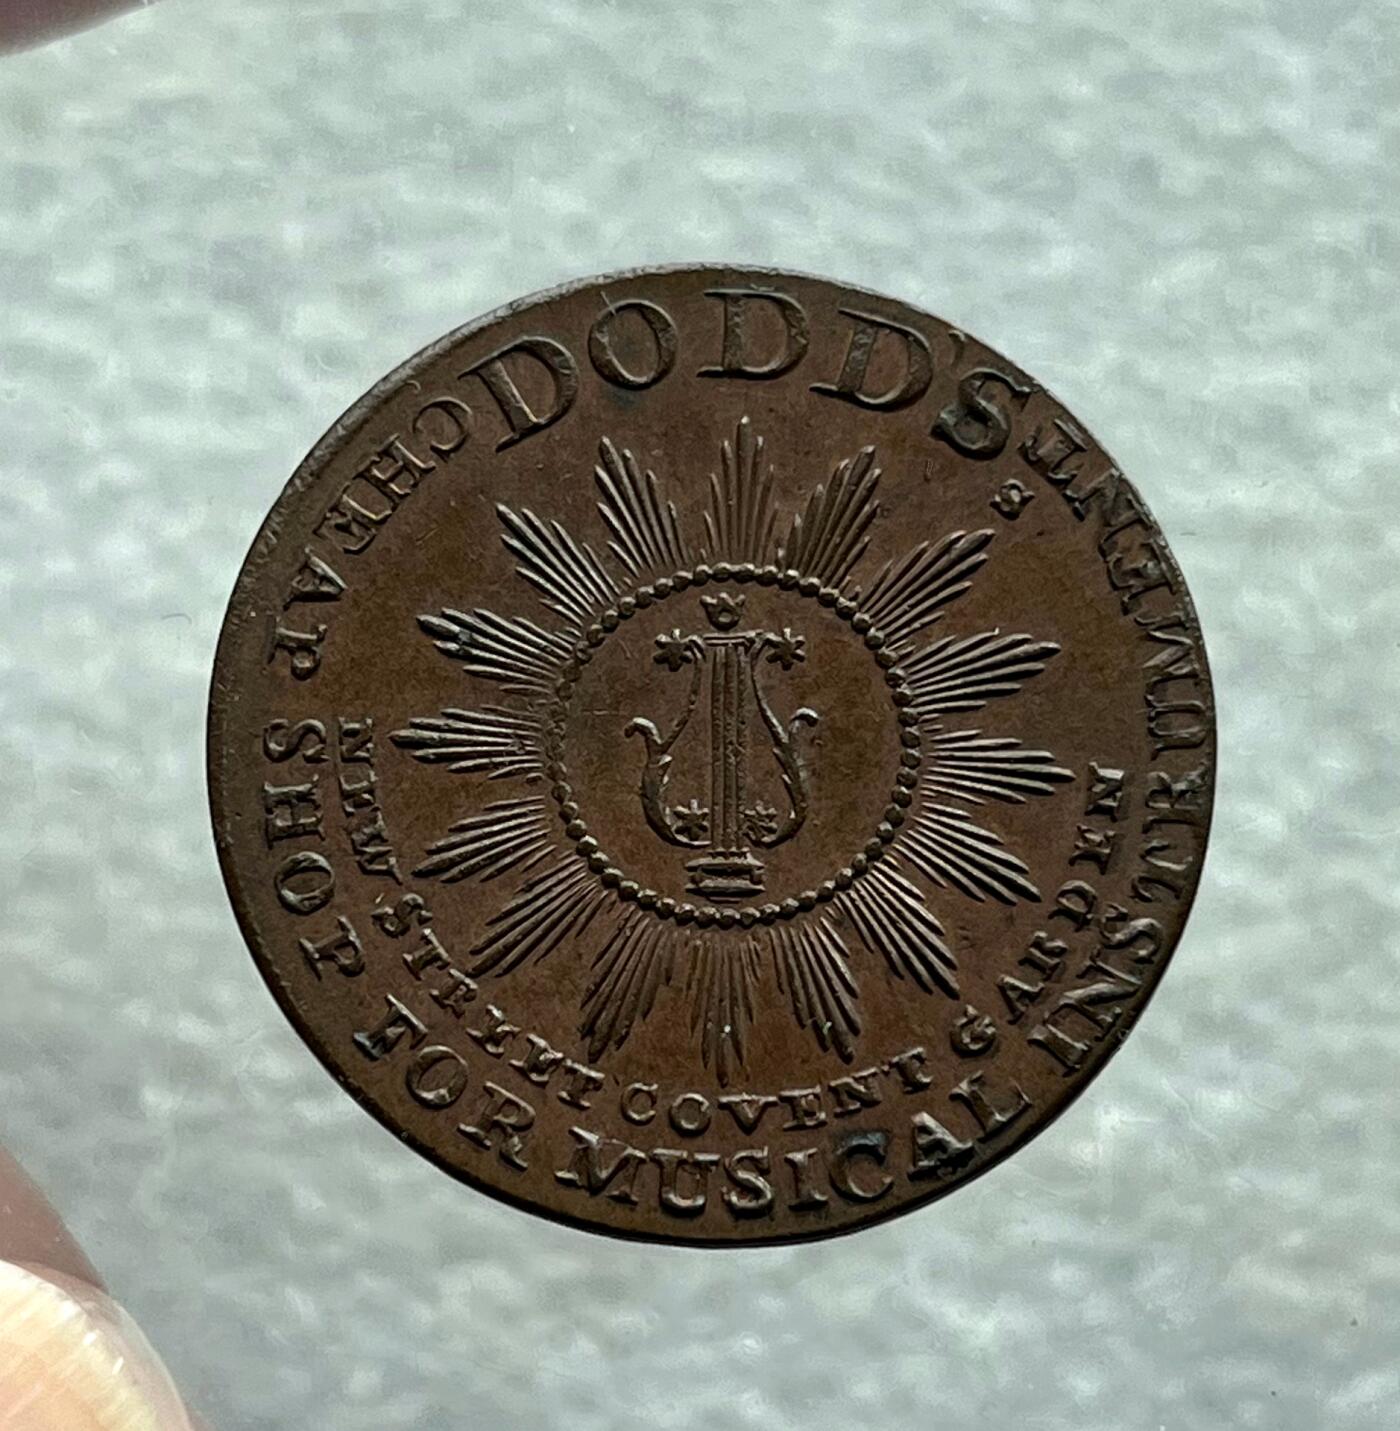 DODD'S
CHEAP SHOP FOR MUSICAL INSTRUMENTS
NEW STREET COVENT GARDEN